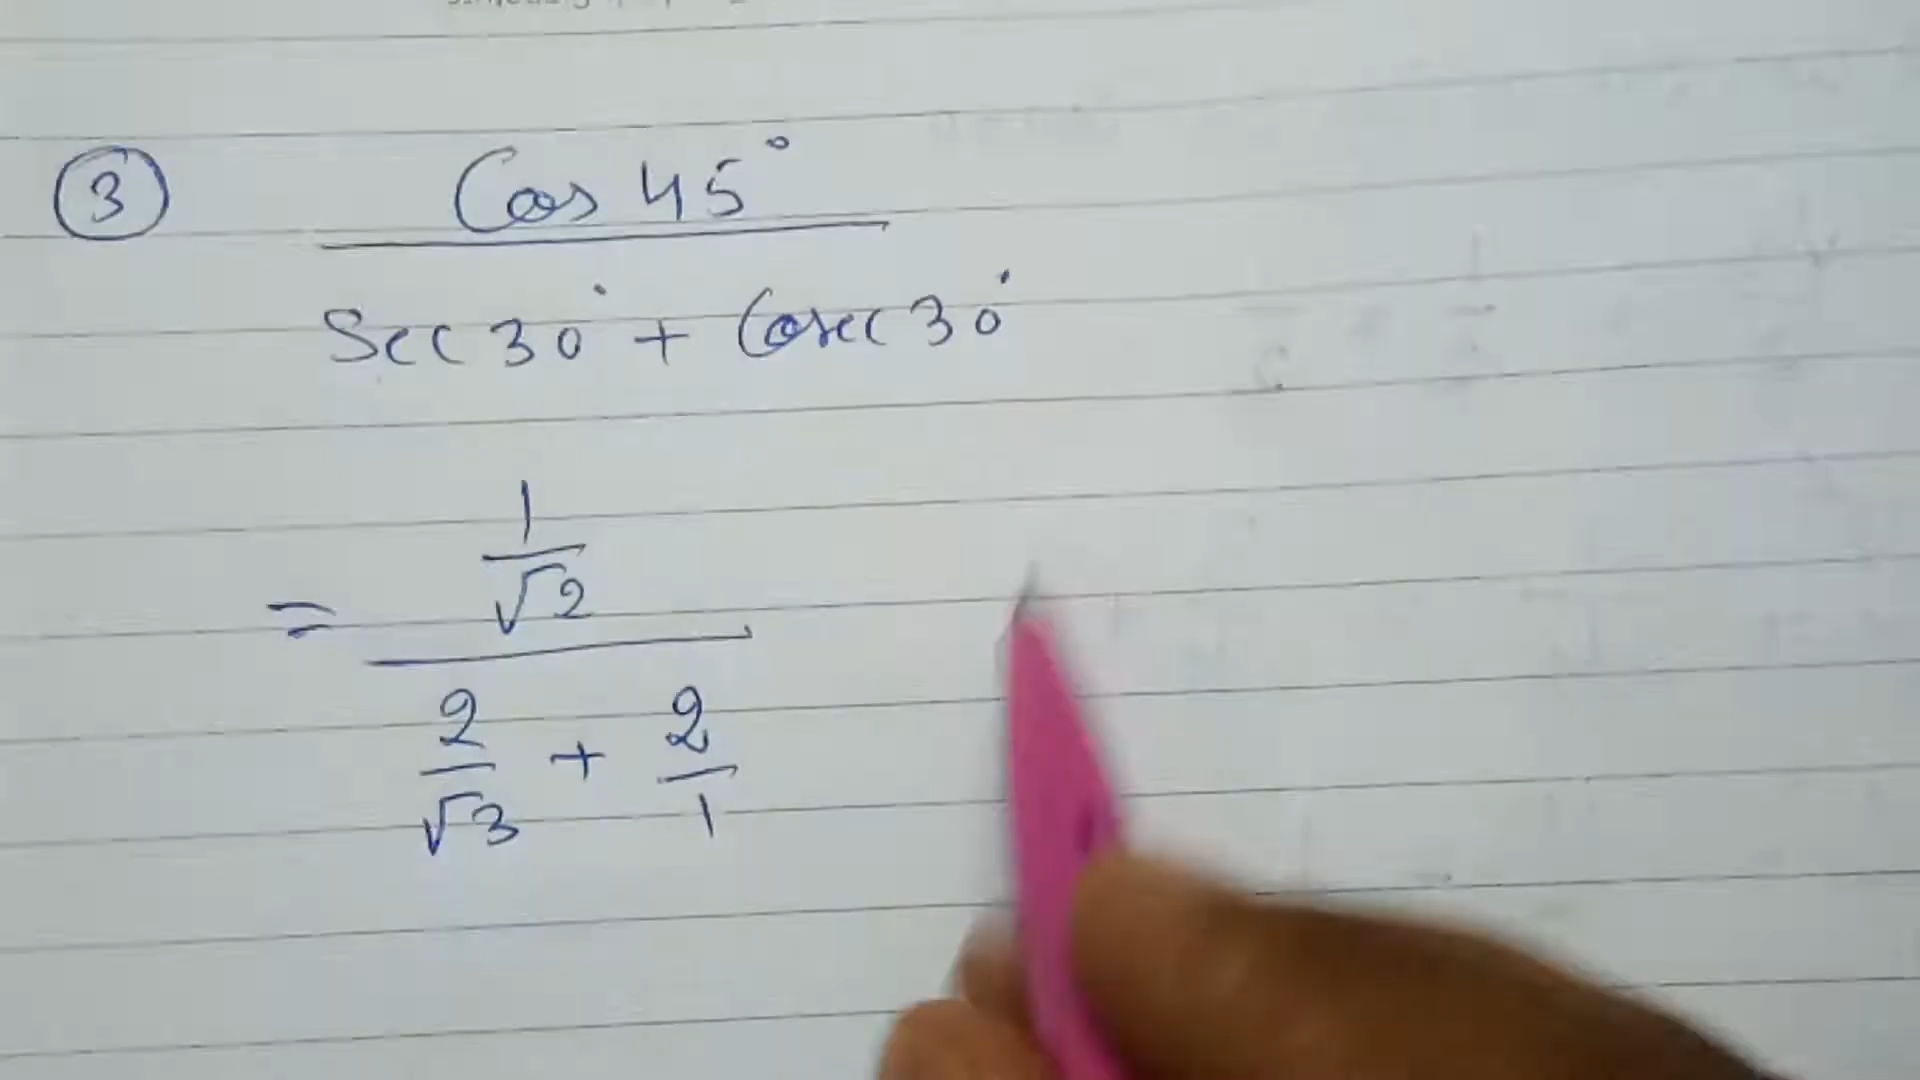 3
Cos 45°
Sec 30° + Cosec 30°
1
= √2
2 + 2
√3 1